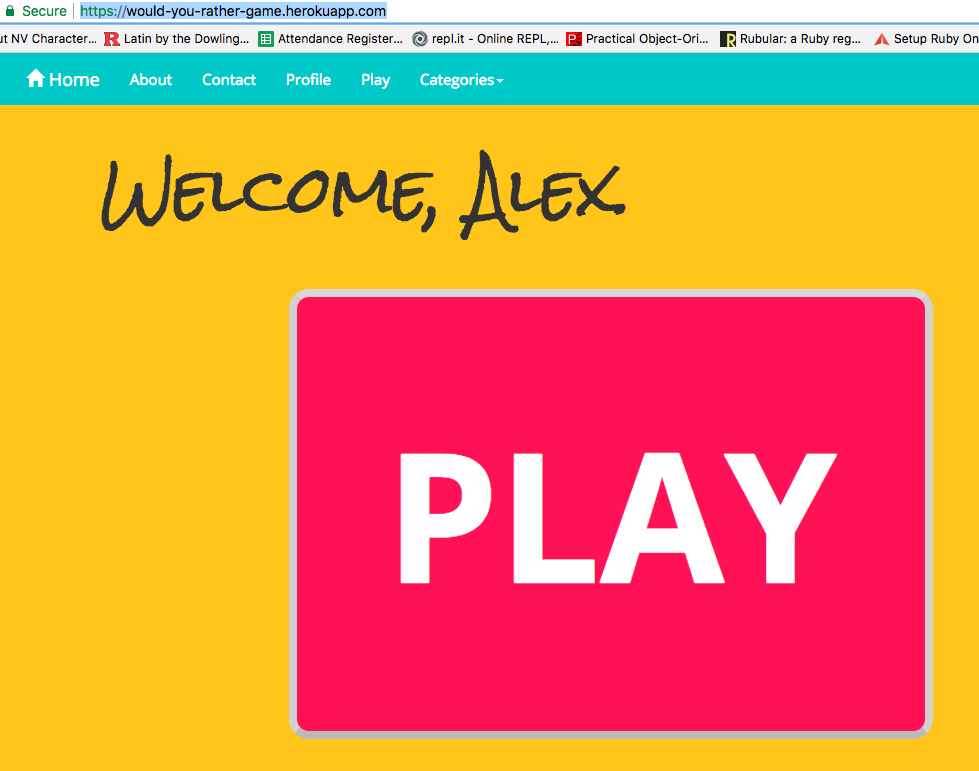 Secure https://would-you-rather-game.herokuapp.com
ut NV Character... Latin by the Dowling... Attendance Register... repl.it - Online REPL,... Practical Object-Ori... Rubular: a Ruby reg... Setup Ruby On
Home About Contact Profile Play Categories
Welcome, Alex.
PLAY